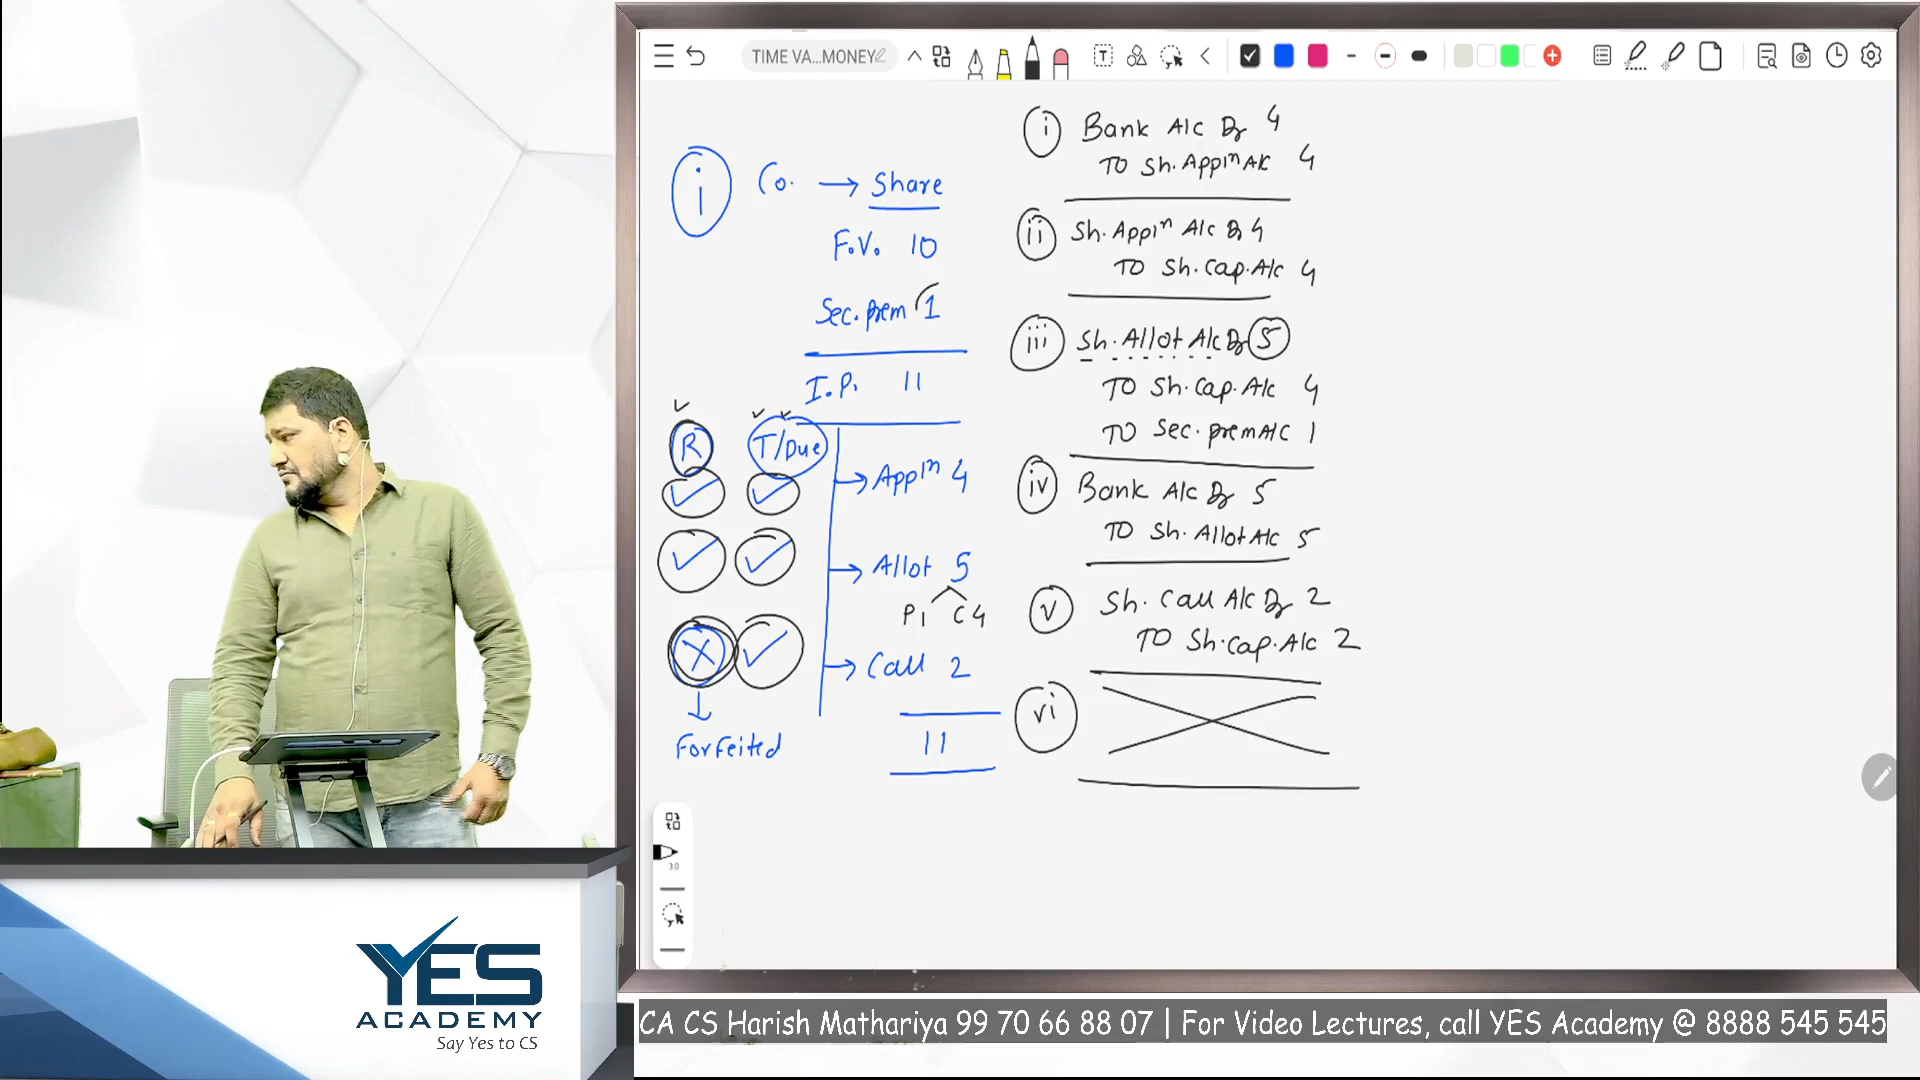 TIME VA...MONEY
i Co. → Share
F.V. 10
Sec. Prem 1
I.P. 11
R T/Due
→ Appln 4
→ Allot 5
P1 C4
→ Call 2
11
Forfeited
i Bank A/c Dr 4
TO Sh. Appln A/c 4
ii Sh. Appln A/c Dr 4
TO Sh. Cap. A/c 4
iii Sh. Allot A/c Dr 5
TO Sh. Cap. A/c 4
TO Sec. prem A/c 1
iv Bank A/c Dr 5
TO Sh. Allot A/c 5
v Sh. Call A/c Dr 2
TO Sh. Cap. A/c 2
vi
30
YES
ACADEMY
Say Yes to CS
CA CS Harish Mathariya 99 70 66 88 07 | For Video Lectures, call YES Academy @ 8888 545 545